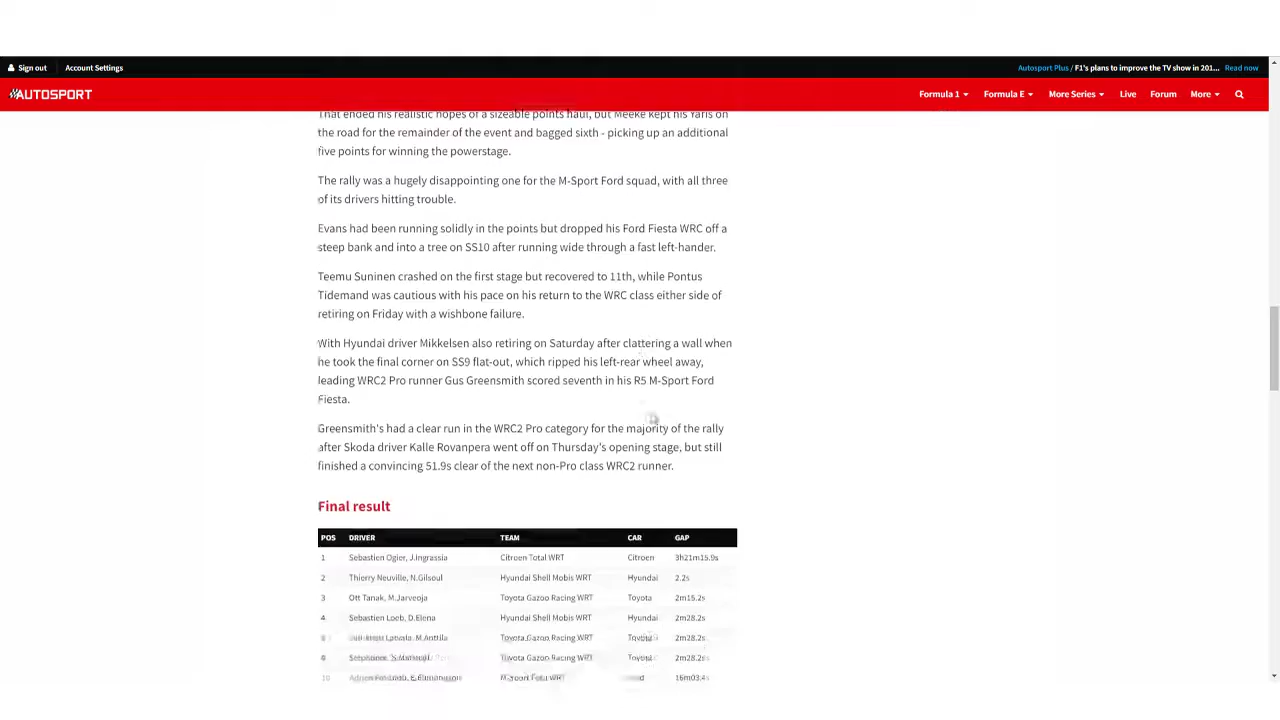 Sign out
Account Settings
Autosport Plus / F1's plans to improve the TV show in 201... Read now
AUTOSPORT
Formula 1
Formula E
More Series
Live
Forum
More
That ended his realistic hopes of a sizeable points haul, but Meeke kept his Yaris on
the road for the remainder of the event and bagged sixth - picking up an additional
five points for winning the powerstage.
The rally was a hugely disappointing one for the M-Sport Ford squad, with all three
of its drivers hitting trouble.
Evans had been running solidly in the points but dropped his Ford Fiesta WRC off a
steep bank and into a tree on SS10 after running wide through a fast left-hander.
Teemu Suninen crashed on the first stage but recovered to 11th, while Pontus
Tidemand was cautious with his pace on his return to the WRC class either side of
retiring on Friday with a wishbone failure.
With Hyundai driver Mikkelsen also retiring on Saturday after clattering a wall when
he took the final corner on SS9 flat-out, which ripped his left-rear wheel away,
leading WRC2 Pro runner Gus Greensmith scored seventh in his R5 M-Sport Ford
Fiesta.
Greensmith's had a clear run in the WRC2 Pro category for the majority of the rally
after Skoda driver Kalle Rovanpera went off on Thursday's opening stage, but still
finished a convincing 51.9s clear of the next non-Pro class WRC2 runner.
Final result
POS DRIVER TEAM CAR GAP
1 Sebastien Ogier, J.Ingrassia Citroen Total WRT Citroen 3h21m15.9s
2 Thierry Neuville, N.Gilsoul Hyundai Shell Mobis WRT Hyundai 2.2s
3 Ott Tanak, M.Jarveoja Toyota Gazoo Racing WRT Toyota 2m15.2s
4 Sebastien Loeb, D.Elena Hyundai Shell Mobis WRT Hyundai 2m28.2s
Toyota Gazoo Racing WRT Toyota 2m28.2s
Toyota Gazoo Racing WRT 2m28.2s
10 16m03.4s